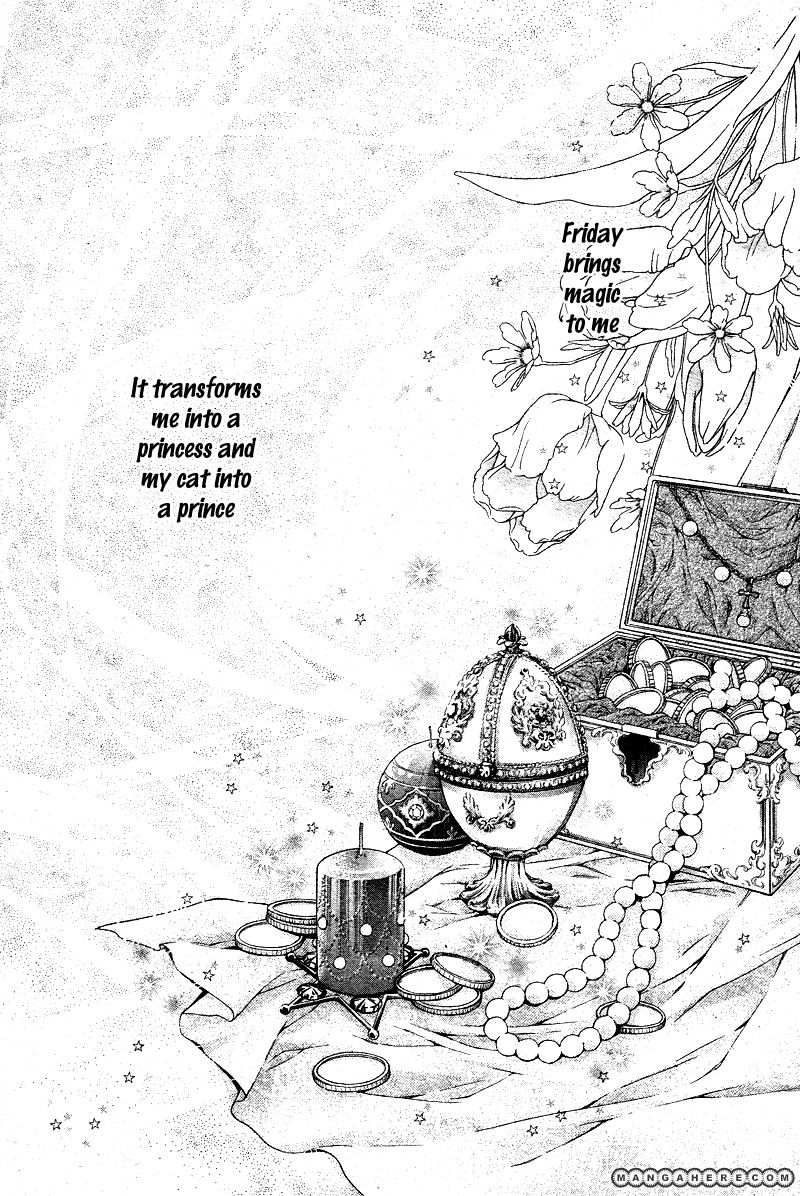 Friday
brings
magic
to me
It transforms
me into a
princess and
my cat into
a prince
MANGAHERE.COM